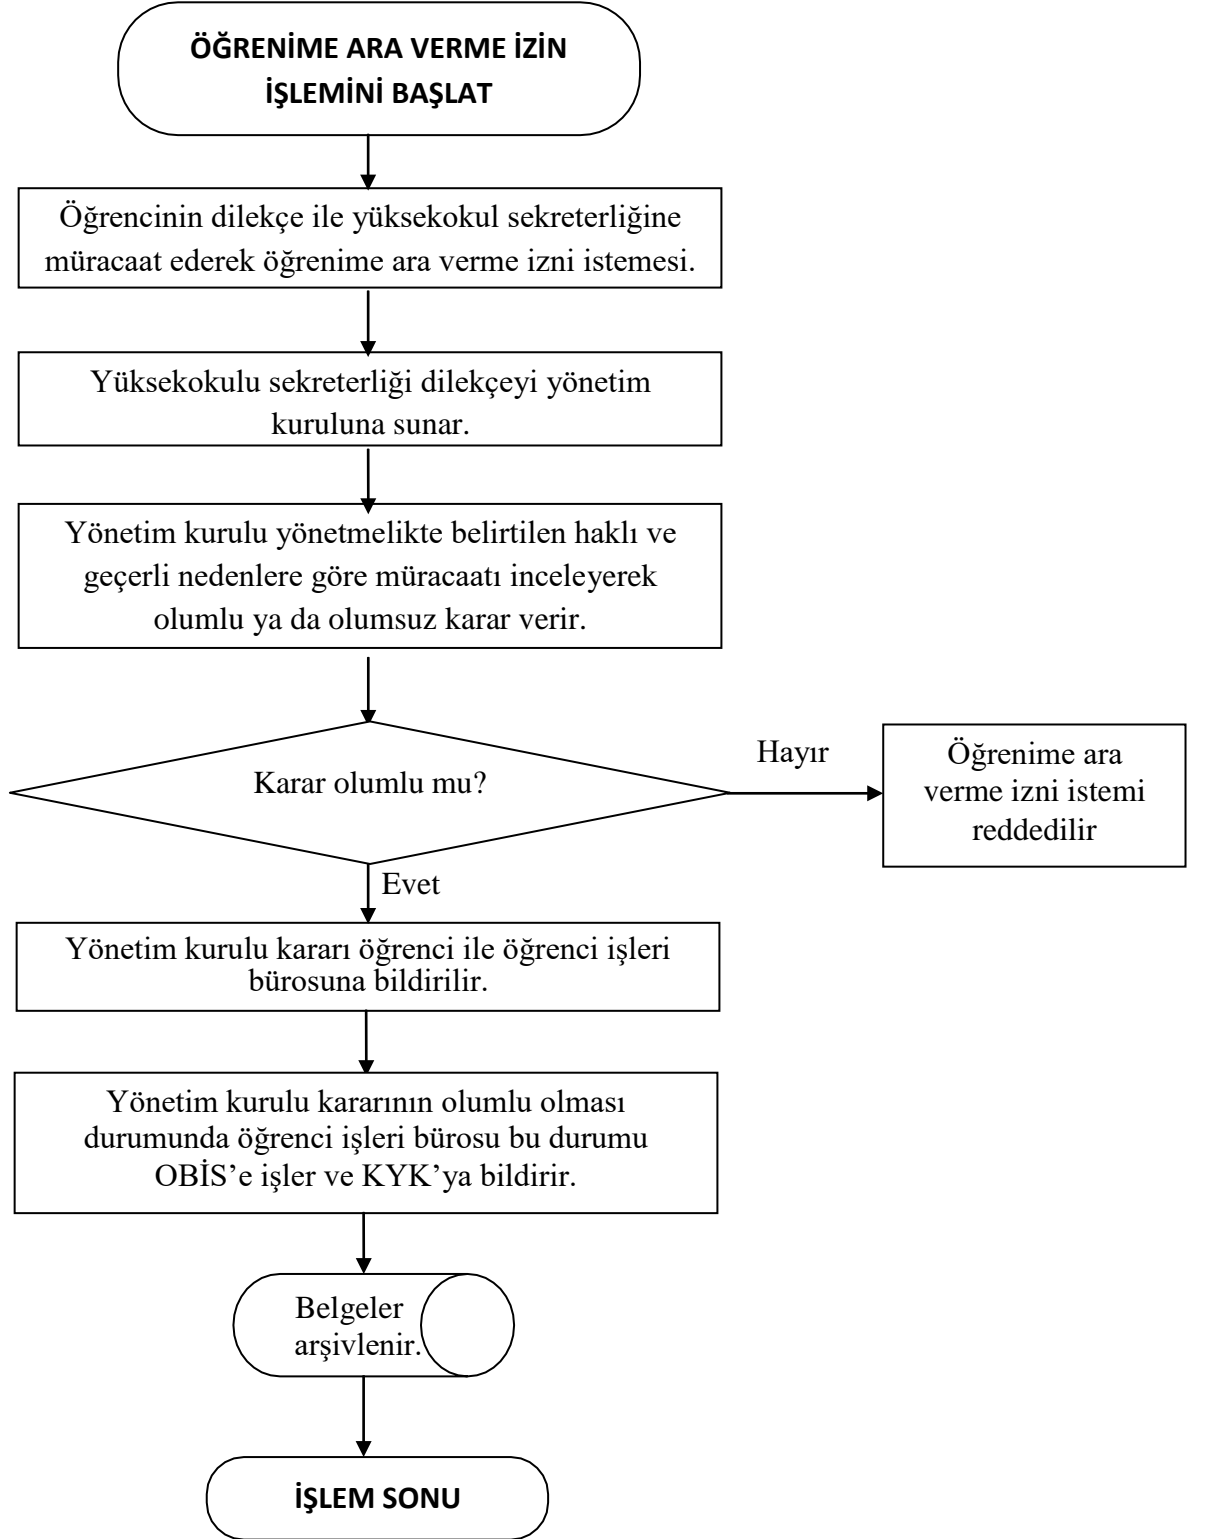 ÖĞRENİME ARA VERME İZİN
İŞLEMİNİ BAŞLAT
Öğrencinin dilekçe ile yüksekokul sekreterliğine
müracaat ederek öğrenime ara verme izni istemesi.
Yüksekokulu sekreterliği dilekçeyi yönetim
kuruluna sunar.
Yönetim kurulu yönetmelikte belirtilen haklı ve
geçerli nedenlere göre müracaatı inceleyerek
olumlu ya da olumsuz karar verir.
Karar olumlu mu?
Hayır
Öğrenime ara
verme izni istemi
reddedilir
Evet
Yönetim kurulu kararı öğrenci ile öğrenci işleri
bürosuna bildirilir.
Yönetim kurulu kararının olumlu olması
durumunda öğrenci işleri bürosu bu durumu
OBİS’e işler ve KYK’ya bildirir.
Belgeler
arşivlenir.
İŞLEM SONU